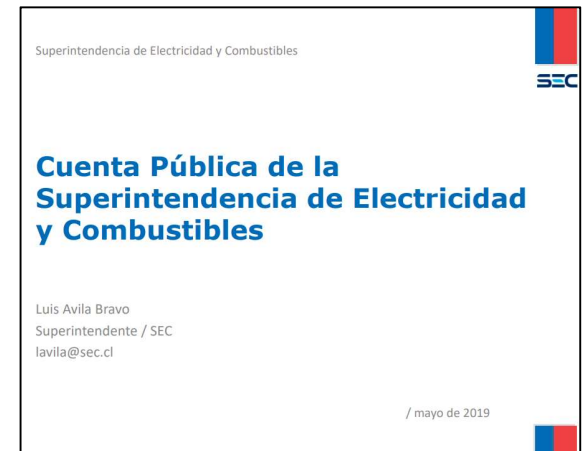 Superintendencia de Electricidad y Combustibles
SEC
Cuenta Pública de la
Superintendencia de Electricidad
y Combustibles
Luis Avila Bravo
Superintendente / SEC
lavila@sec.cl
/ mayo de 2019